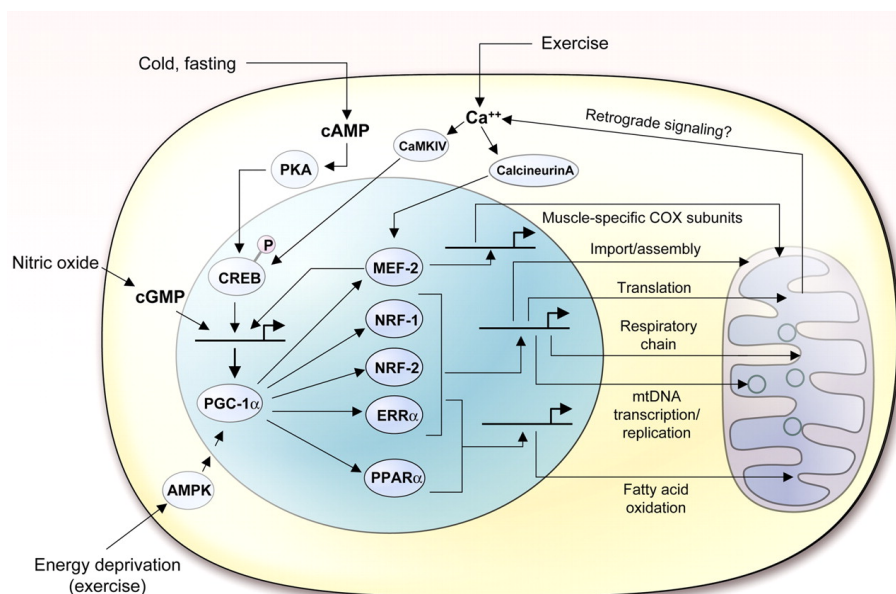 Exercise
Cold, fasting
cAMP
Ca++
Retrograde signaling?
CaMKIV
PKA
CalcineurinA
P
Muscle-specific COX subunits
CREB
MEF-2
Import/assembly
Nitric oxide
cGMP
Translation
NRF-1
Respiratory
chain
NRF-2
PGC-1α
ERRα
mtDNA
transcription/
replication
PPARα
AMPK
Fatty acid
oxidation
Energy deprivation
(exercise)